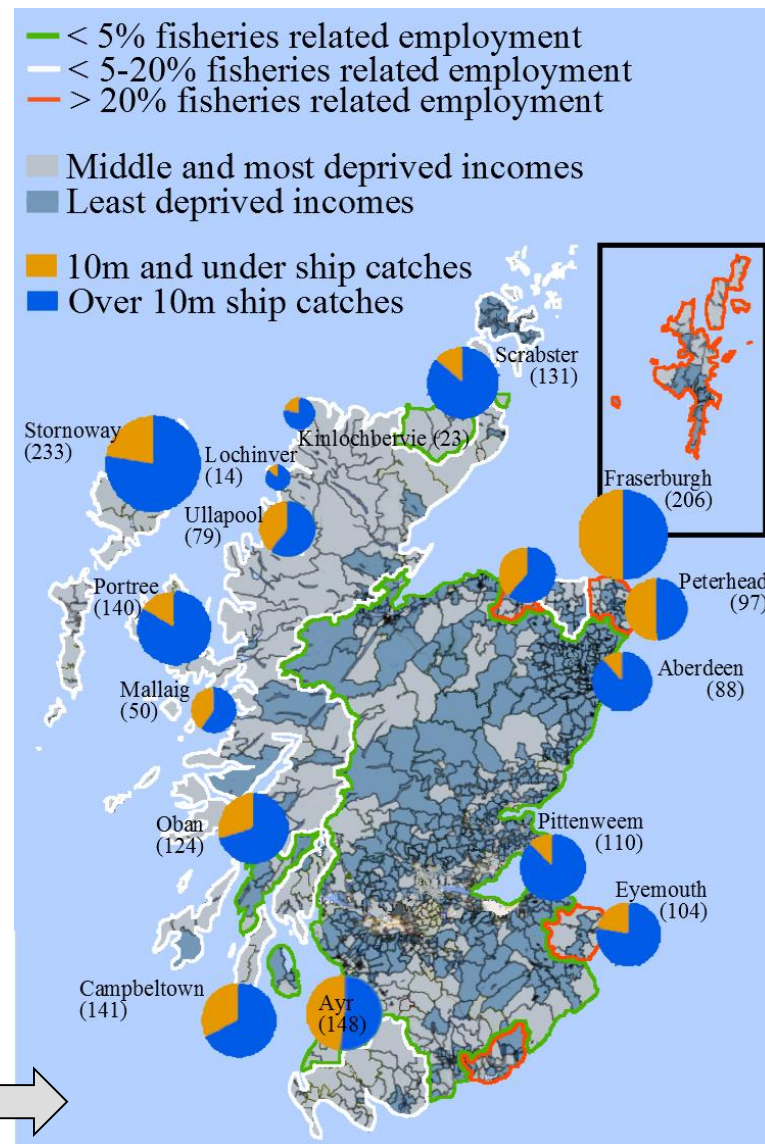 < 5% fisheries related employment
< 5-20% fisheries related employment
> 20% fisheries related employment
Middle and most deprived incomes
Least deprived incomes
10m and under ship catches
Over 10m ship catches
Scrabster
(131)
Stornoway
(233)
Kinlochbervie (23)
Lochinver
(14)
Fraserburgh
(206)
Ullapool
(79)
Peterhead
(97)
Portree
(140)
Aberdeen
(88)
Mallaig
(50)
Oban
(124)
Pittenweem
(110)
Eyemouth
(104)
Campbeltown
(141)
Ayr
(148)